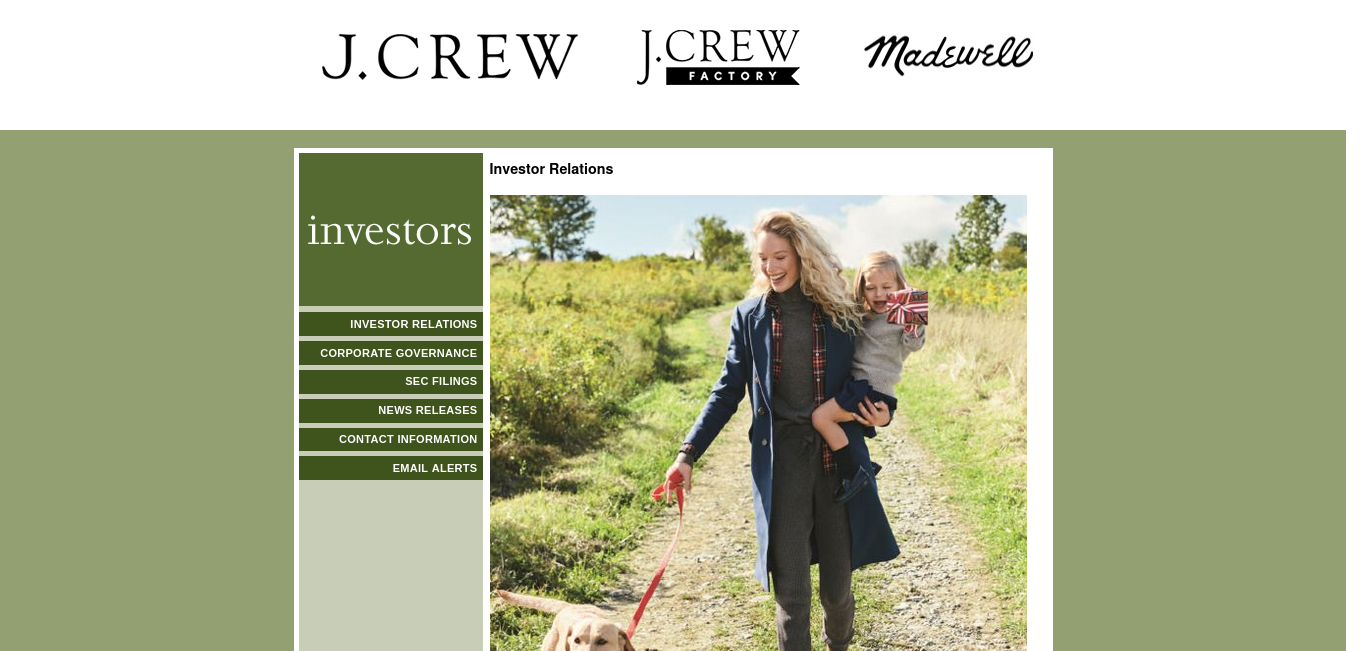 J.CREW
J.CREW
FACTORY
Madewell
investors
INVESTOR RELATIONS
CORPORATE GOVERNANCE
SEC FILINGS
NEWS RELEASES
CONTACT INFORMATION
EMAIL ALERTS
Investor Relations